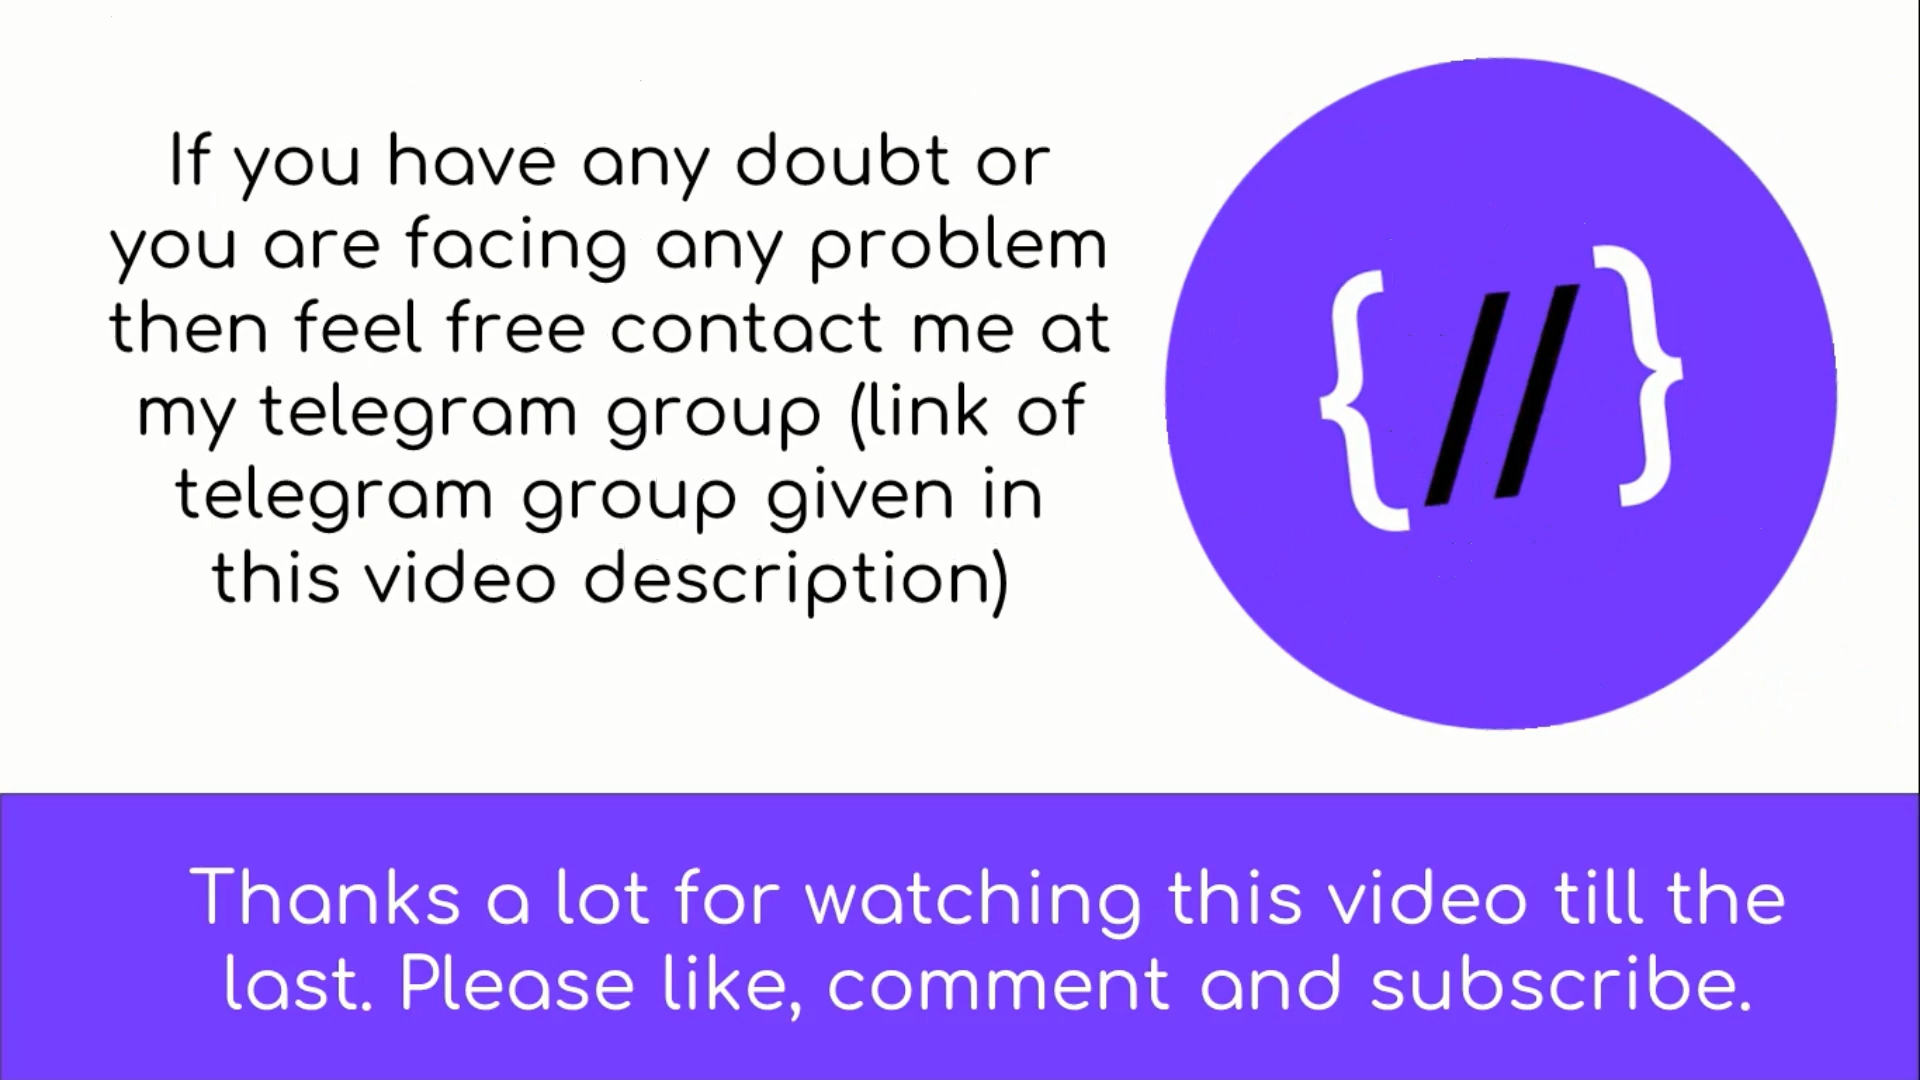 If you have any doubt or
you are facing any problem
then feel free contact me at
my telegram group (link of
telegram group given in
this video description)
{//}
Thanks a lot for watching this video till the
last. Please like, comment and subscribe.